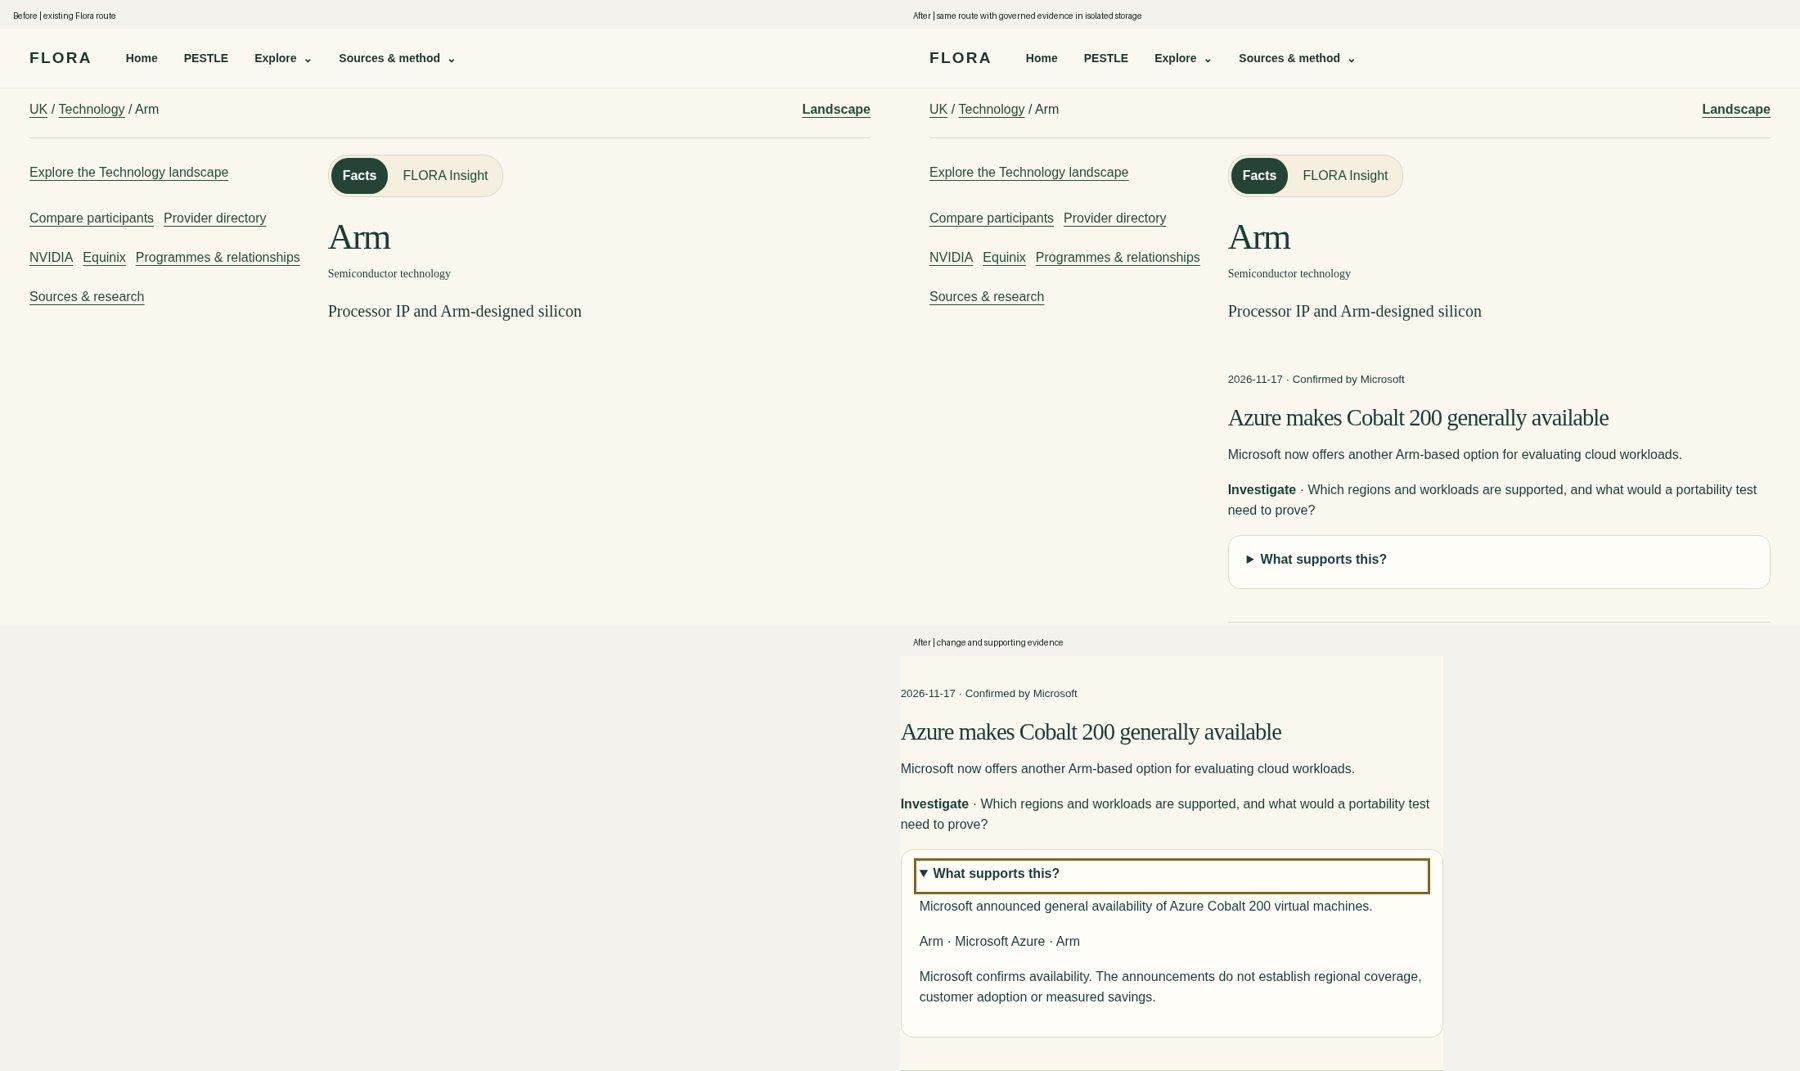 Before | existing Flora route
FLORA Home PESTLE Explore Sources & method
UK / Technology / Arm Landscape
Explore the Technology landscape
Compare participants Provider directory
NVIDIA Equinix Programmes & relationships
Sources & research
Facts FLORA Insight
Arm
Semiconductor technology
Processor IP and Arm-designed silicon
After | same route with governed evidence in isolated storage
FLORA Home PESTLE Explore Sources & method
UK / Technology / Arm Landscape
Explore the Technology landscape
Compare participants Provider directory
NVIDIA Equinix Programmes & relationships
Sources & research
Facts FLORA Insight
Arm
Semiconductor technology
Processor IP and Arm-designed silicon
2026-11-17 · Confirmed by Microsoft
Azure makes Cobalt 200 generally available
Microsoft now offers another Arm-based option for evaluating cloud workloads.
Investigate · Which regions and workloads are supported, and what would a portability test
need to prove?
What supports this?
After | change and supporting evidence
2026-11-17 · Confirmed by Microsoft
Azure makes Cobalt 200 generally available
Microsoft now offers another Arm-based option for evaluating cloud workloads.
Investigate · Which regions and workloads are supported, and what would a portability test
need to prove?
What supports this?
Microsoft announced general availability of Azure Cobalt 200 virtual machines.
Arm · Microsoft Azure · Arm
Microsoft confirms availability. The announcements do not establish regional coverage,
customer adoption or measured savings.